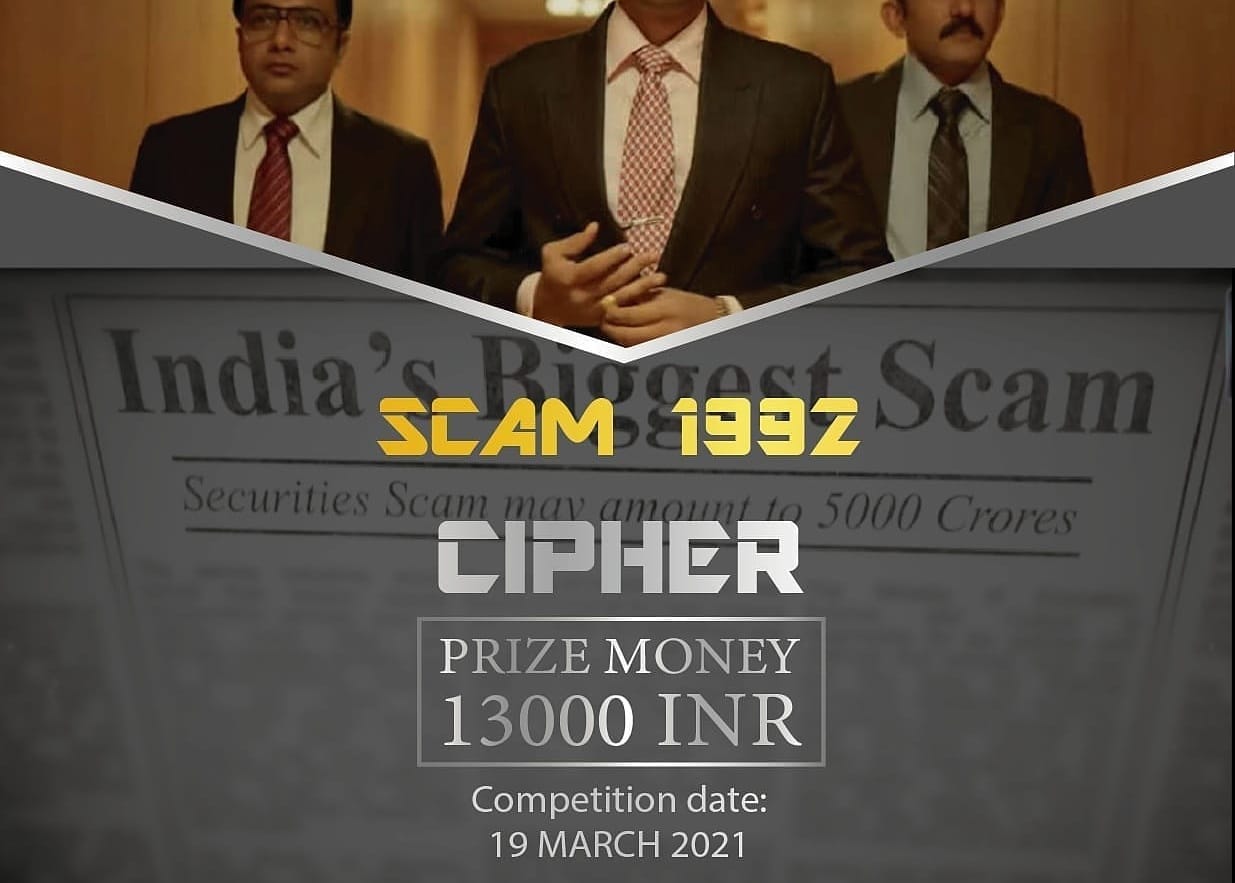 India's Biggest Scam
SCAM 1992
Securities Scam may amount to 5000 Crores
CIPHER
PRIZE MONEY
13000 INR
Competition date:
19 MARCH 2021